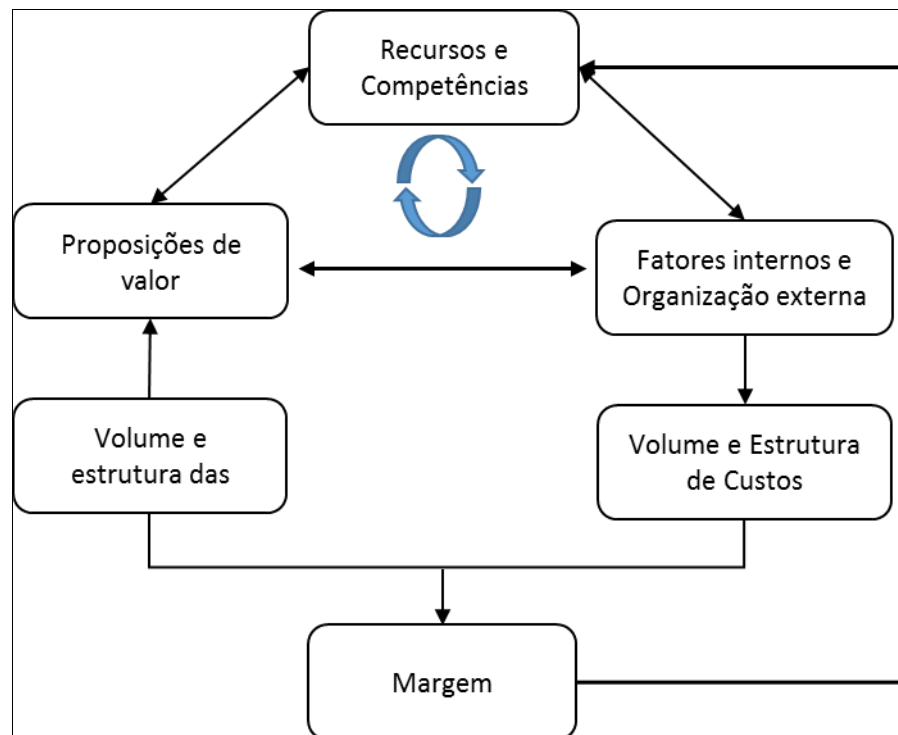 Recursos e
Competências
Proposições de
valor
Fatores internos e
Organização externa
Volume e
estrutura das
Volume e Estrutura
de Custos
Margem